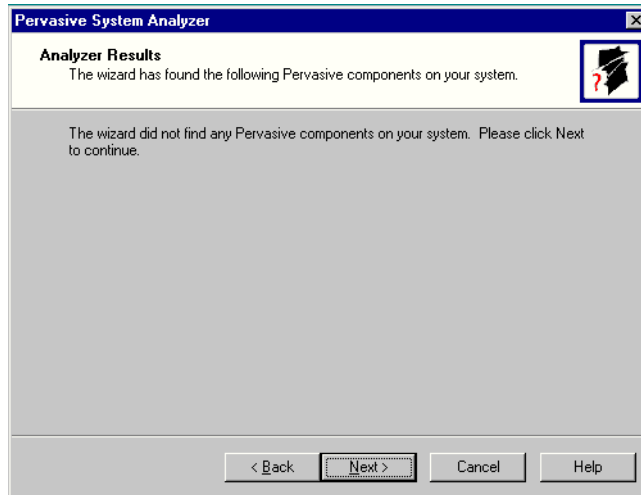 Pervasive System Analyzer
Analyzer Results
The wizard has found the following Pervasive components on your system.
?
The wizard did not find any Pervasive components on your system. Please click Next
to continue.
< Back Next > Cancel Help